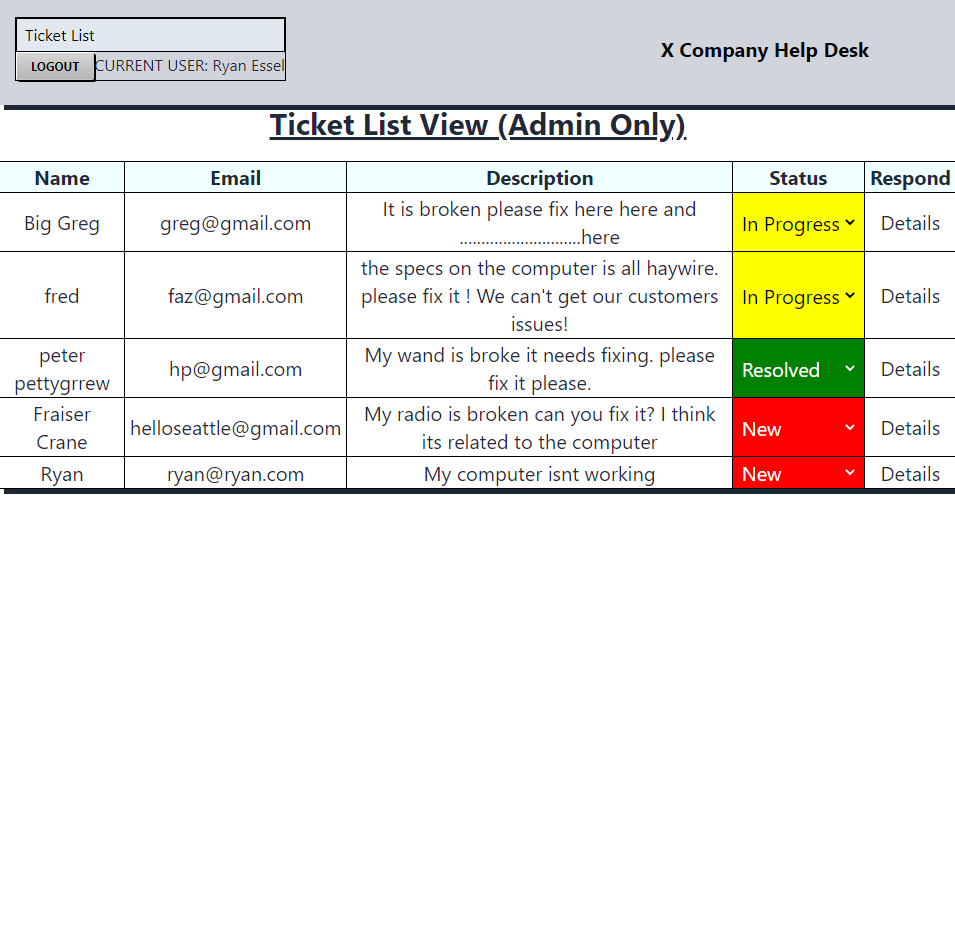 Ticket List
LOGOUT CURRENT USER: Ryan Essel
X Company Help Desk
Ticket List View (Admin Only)
Name Email Description Status Respond
Big Greg greg@gmail.com It is broken please fix here here and
...........................here In Progress Details
fred faz@gmail.com the specs on the computer is all haywire.
please fix it ! We can't get our customers
issues! In Progress Details
peter
pettygrrew hp@gmail.com My wand is broke it needs fixing. please
fix it please. Resolved Details
Fraiser
Crane helloseattle@gmail.com My radio is broken can you fix it? I think
its related to the computer New Details
Ryan ryan@ryan.com My computer isnt working New Details